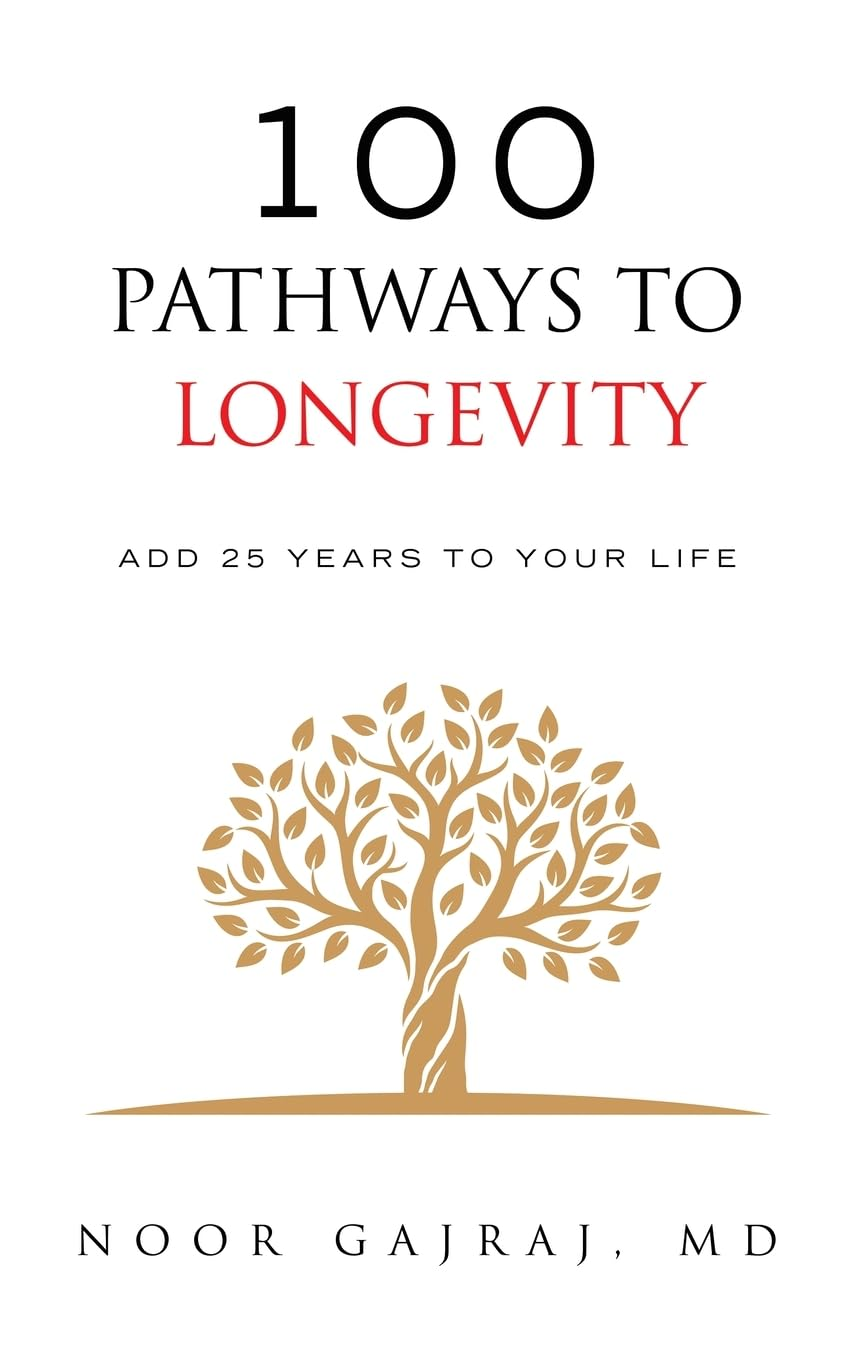 100
PATHWAYS TO
LONGEVITY
ADD 25 YEARS TO YOUR LIFE
NOOR GAJRAJ, MD